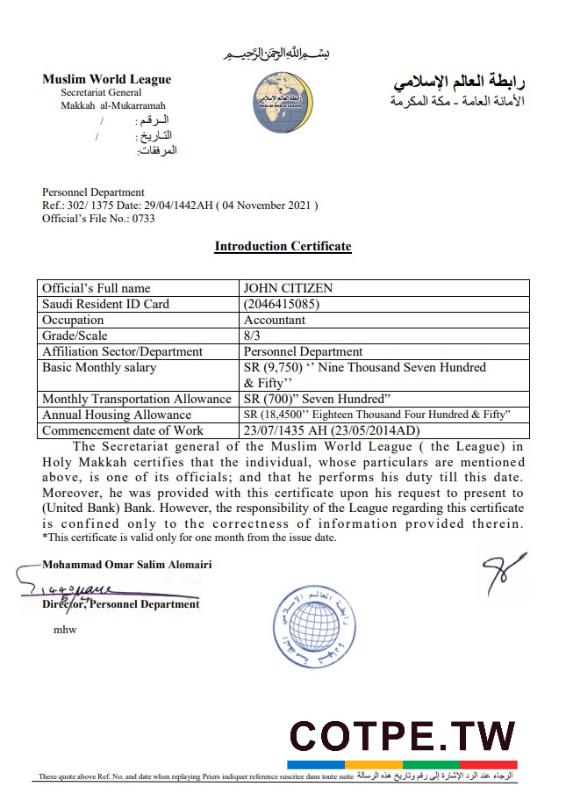 بسم الله الرحمن الرحيم
Muslim World League
Secretariat General
Makkah al-Mukarramah
الـرقـم : /
التـاريخ : /
المرفقات:
رابطة العالم الإسلامي
MUSLIM WORLD LEAGUE
رابطة العالم الإسلامي
الأمانة العامة - مكة المكرمة
Personnel Department
Ref.: 302/ 1375 Date: 29/04/1442AH ( 04 November 2021 )
Official's File No.: 0733
Introduction Certificate
Official's Full name JOHN CITIZEN
Saudi Resident ID Card (2046415085)
Occupation Accountant
Grade/Scale 8/3
Affiliation Sector/Department Personnel Department
Basic Monthly salary SR (9,750) ‘’ Nine Thousand Seven Hundred
& Fifty’’
Monthly Transportation Allowance SR (700)” Seven Hundred”
Annual Housing Allowance SR (18,4500’’ Eighteen Thousand Four Hundred & Fifty”
Commencement date of Work 23/07/1435 AH (23/05/2014AD)
The Secretariat general of the Muslim World League ( the League) in
Holy Makkah certifies that the individual, whose particulars are mentioned
above, is one of its officials; and that he performs his duty till this date.
Moreover, he was provided with this certificate upon his request to present to
(United Bank) Bank. However, the responsibility of the League regarding this certificate
is confined only to the correctness of information provided therein.
*This certificate is valid only for one month from the issue date.
Mohammad Omar Salim Alomairi
Director, Personnel Department
mhw
رابطة العالم الإسلامي
COTPE.TW
These quote above Ref. No. and date when replaying Priers indiquer reference suscitee dans toute suite الرجاء عند الرد الإشارة إلى رقم وتاريخ هذه الرسالة